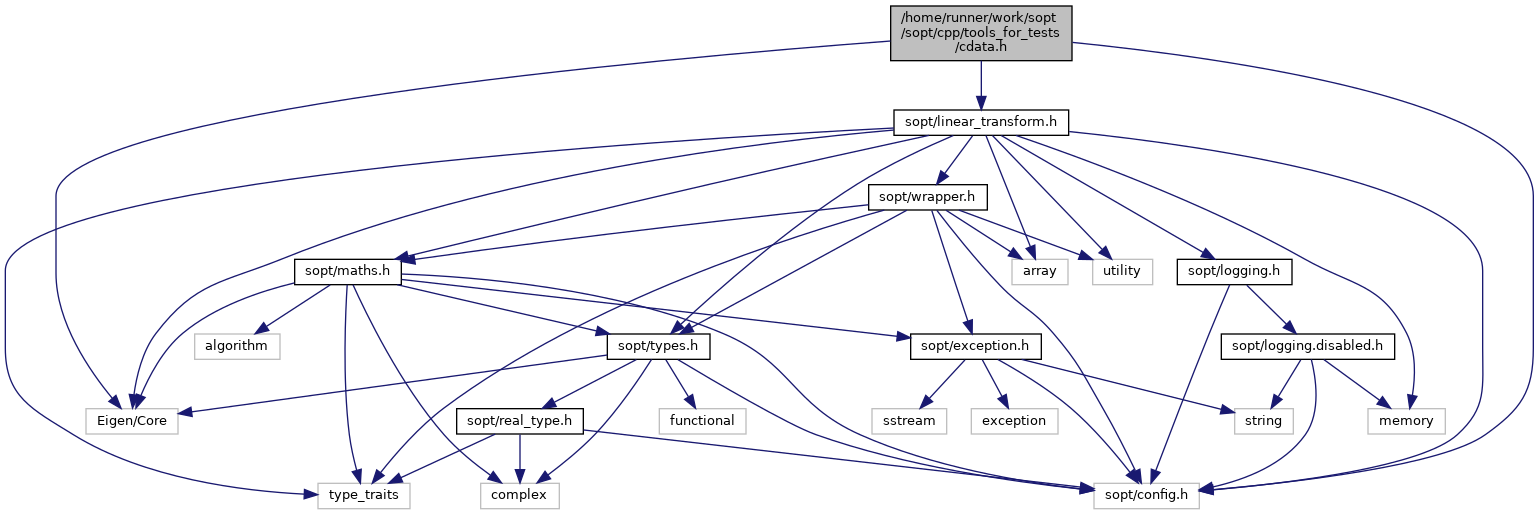 /home/runner/work/sopt
/sopt/cpp/tools_for_tests
/cdata.h
sopt/linear_transform.h
sopt/wrapper.h
sopt/maths.h
array
utility
sopt/logging.h
algorithm
sopt/types.h
sopt/exception.h
sopt/logging.disabled.h
Eigen/Core
sopt/real_type.h
functional
sstream
exception
string
memory
type_traits
complex
sopt/config.h